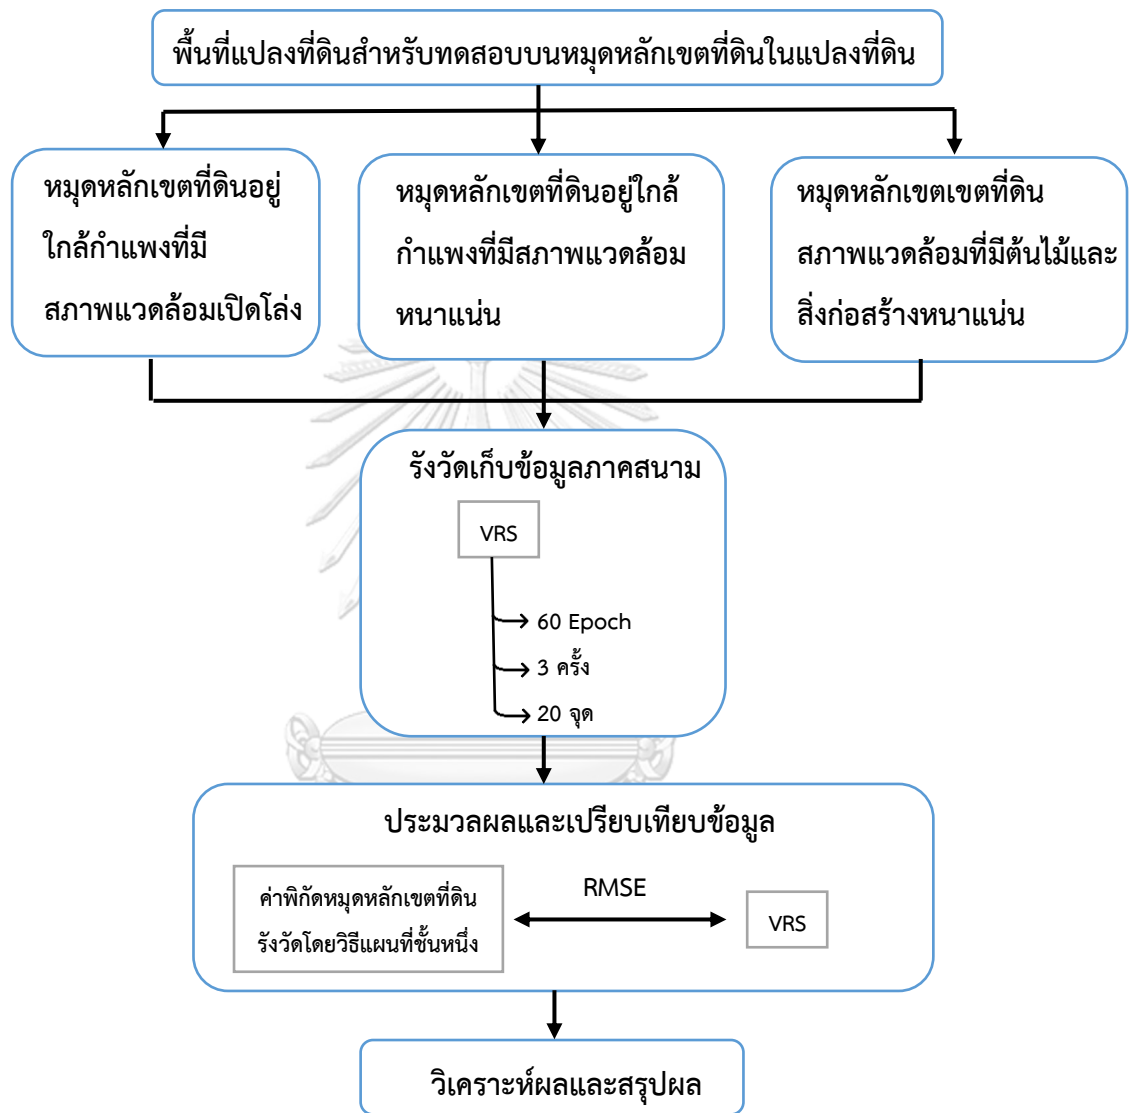 พื้นที่แปลงที่ดินสำหรับทดสอบบนหมุดหลักเขตที่ดินในแปลงที่ดิน
หมุดหลักเขตที่ดินอยู่
ใกล้กำแพงที่มี
สภาพแวดล้อมเปิดโล่ง
หมุดหลักเขตที่ดินอยู่ใกล้
กำแพงที่มีสภาพแวดล้อม
หนาแน่น
หมุดหลักเขตเขตที่ดิน
สภาพแวดล้อมที่มีต้นไม้และ
สิ่งก่อสร้างหนาแน่น
รังวัดเก็บข้อมูลภาคสนาม
VRS
60 Epoch
3 ครั้ง
20 จุด
ประมวลผลและเปรียบเทียบข้อมูล
ค่าพิกัดหมุดหลักเขตที่ดิน
รังวัดโดยวิธีแผนที่ชั้นหนึ่ง
RMSE
VRS
วิเคราะห์ผลและสรุปผล